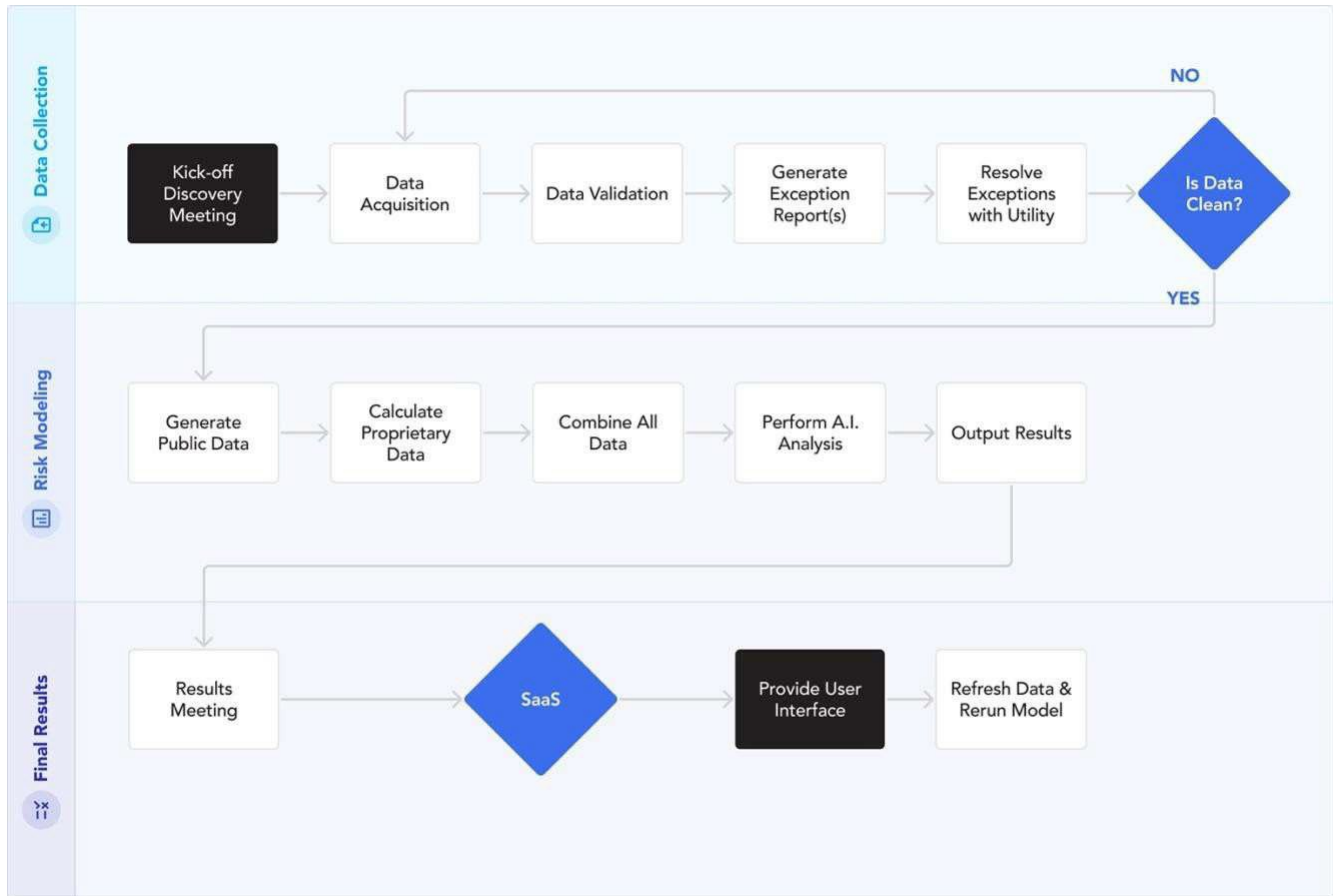 Data Collection
NO
Kick-off
Discovery
Meeting
Data
Acquisition
Data Validation
Generate
Exception
Report(s)
Resolve
Exceptions
with Utility
Is Data
Clean?
YES
Risk Modeling
Generate
Public Data
Calculate
Proprietary
Data
Combine All
Data
Perform A.I.
Analysis
Output Results
Final Results
Results
Meeting
SaaS
Provide User
Interface
Refresh Data &
Rerun Model